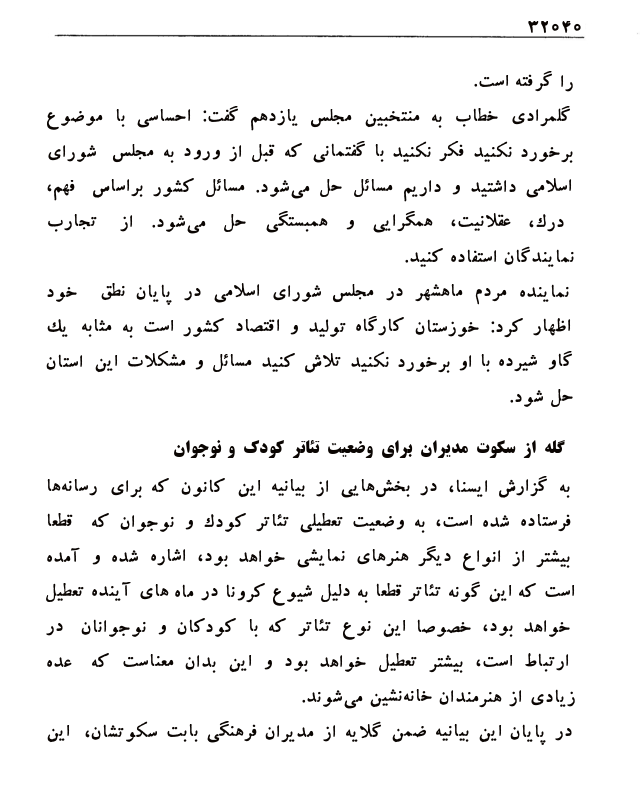 ۳۲۰۴۰
را گرفته است.
گلمرادی خطاب به منتخبین مجلس یازدهم گفت: احساسی با موضوع
برخورد نکنید فکر نکنید با گفتمانی که قبل از ورود به مجلس شورای
اسلامی داشتید و داریم مسائل حل می‌شود. مسائل کشور براساس فهم،
درك، عقلانیت، همگرایی و همبستگی حل می‌شود. از تجارب
نمایندگان استفاده کنید.
نماینده مردم ماهشهر در مجلس شورای اسلامی در پایان نطق خود
اظهار کرد: خوزستان کارگاه تولید و اقتصاد کشور است به مثابه یك
گاو شیرده با او برخورد نکنید تلاش کنید مسائل و مشکلات این استان
حل شود.
گله از سکوت مدیران برای وضعیت تئاتر کودک و نوجوان
به گزارش ایسنا، در بخش‌هایی از بیانیه این کانون که برای رسانه‌ها
فرستاده شده است، به وضعیت تعطیلی تئاتر کودك و نوجوان که قطعا
بیشتر از انواع دیگر هنرهای نمایشی خواهد بود، اشاره شده و آمده
است که این گونه تئاتر قطعا به دلیل شیوع کرونا در ماه های آینده تعطیل
خواهد بود، خصوصا این نوع تئاتر که با کودکان و نوجوانان در
ارتباط است، بیشتر تعطیل خواهد بود و این بدان معناست که عده
زیادی از هنرمندان خانه‌نشین می‌شوند.
در پایان این بیانیه ضمن گلایه از مدیران فرهنگی بابت سکوتشان، این